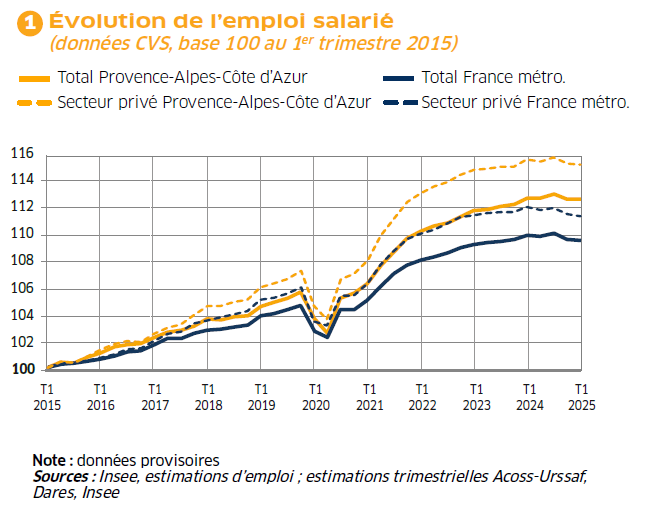 1 Évolution de l'emploi salarié
(données CVS, base 100 au 1er trimestre 2015)
Total Provence-Alpes-Côte d'Azur Total France métro.
Secteur privé Provence-Alpes-Côte d'Azur Secteur privé France métro.
116
114
112
110
108
106
104
102
100
T1 T1 T1 T1 T1 T1 T1 T1 T1 T1 T1
2015 2016 2017 2018 2019 2020 2021 2022 2023 2024 2025
Note : données provisoires
Sources : Insee, estimations d'emploi ; estimations trimestrielles Acoss-Urssaf,
Dares, Insee